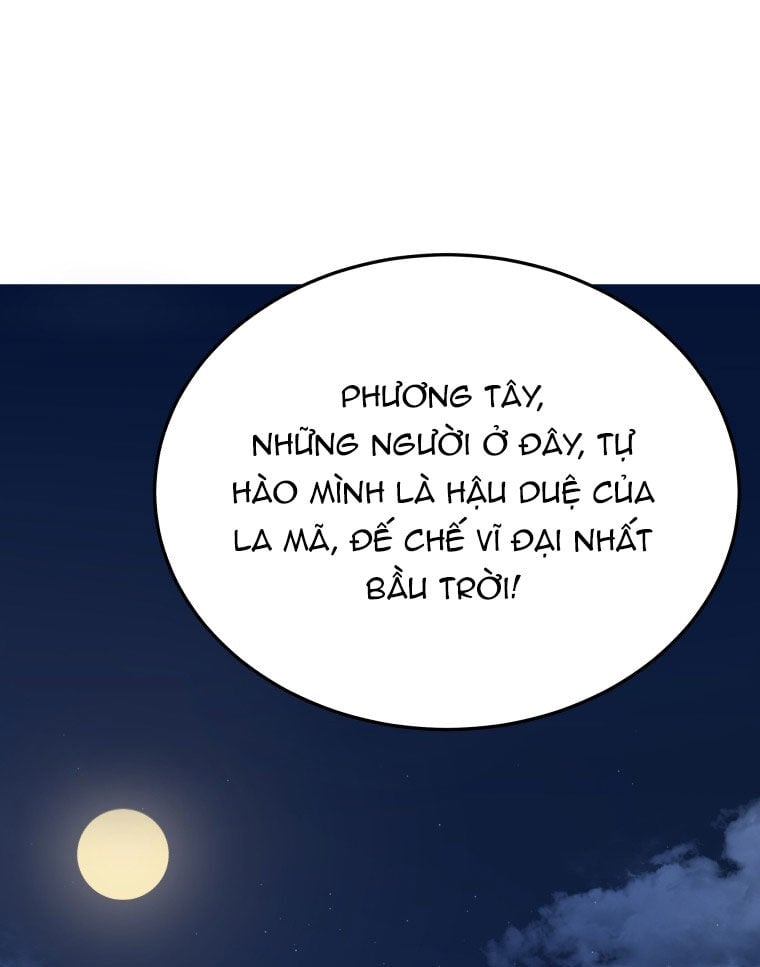 PHƯƠNG TÂY,
NHỮNG NGƯỜI Ở ĐÂY, TỰ
HÀO MÌNH LÀ HẬU DUỆ CỦA
LA MÃ, ĐẾ CHẾ VĨ ĐẠI NHẤT
BẦU TRỜI!